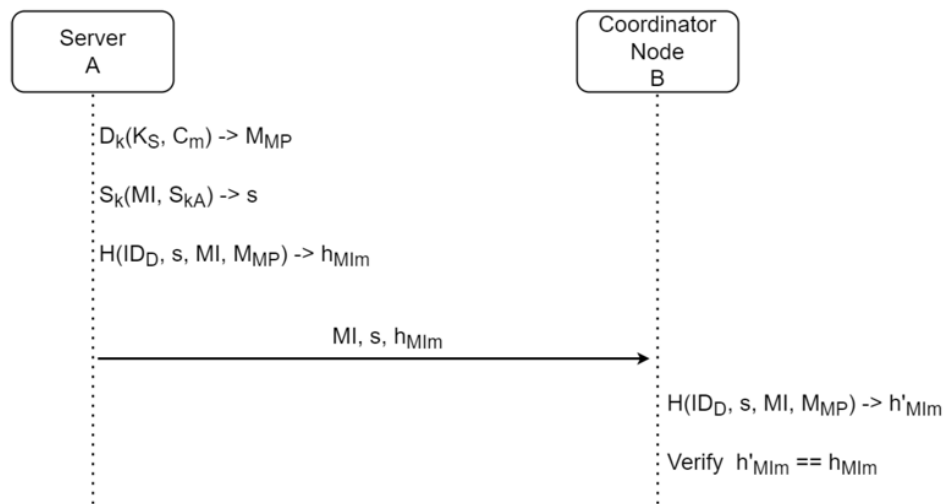 Server
A
Coordinator
Node
B
D_k(K_S, C_m) -> M_MP
S_k(MI, S_kA) -> s
H(ID_D, s, MI, M_MP) -> h_MIm
MI, s, h_MIm
H(ID_D, s, MI, M_MP) -> h'_MIm
Verify h'_MIm == h_MIm